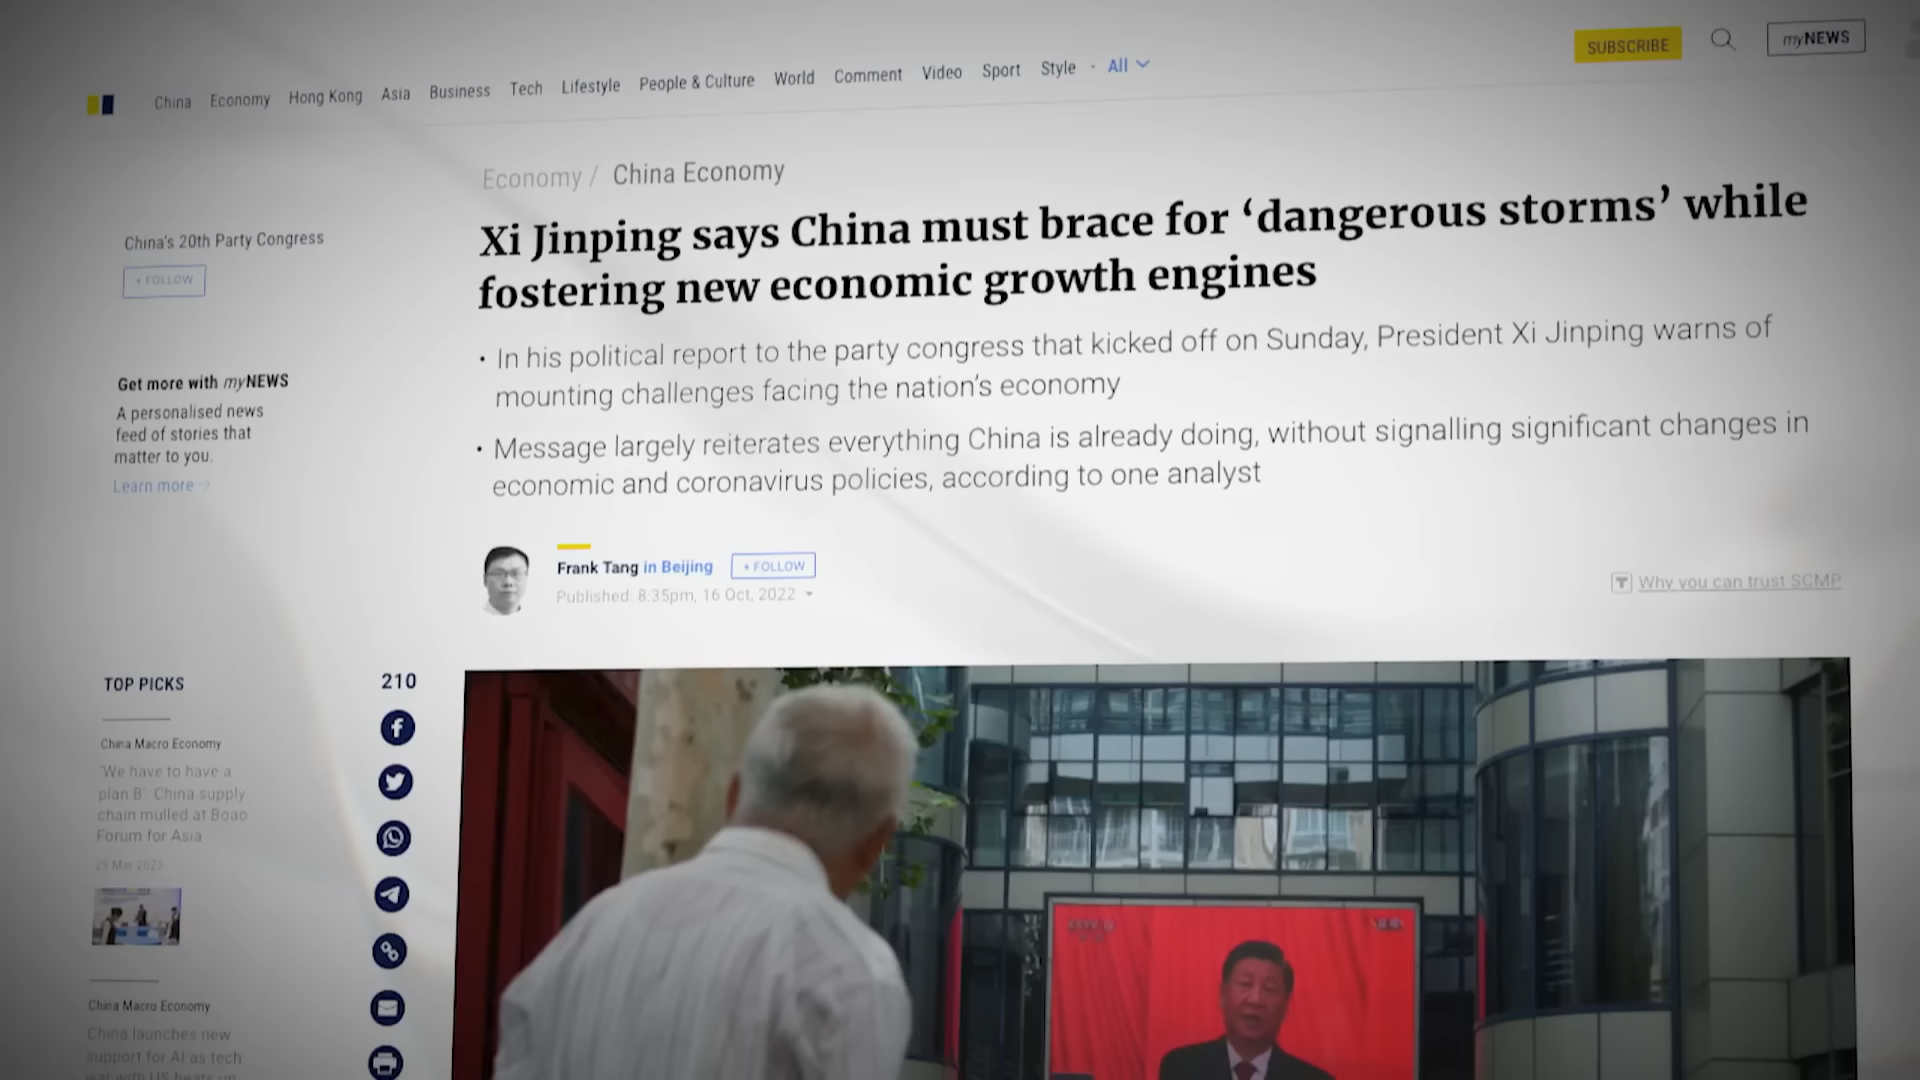 SUBSCRIBE
myNEWS
China Economy Hong Kong Asia Business Tech Lifestyle People & Culture World Comment Video Sport Style · All
Economy / China Economy
Xi Jinping says China must brace for ‘dangerous storms’ while
fostering new economic growth engines
China’s 20th Party Congress
+ FOLLOW
• In his political report to the party congress that kicked off on Sunday, President Xi Jinping warns of
mounting challenges facing the nation’s economy
• Message largely reiterates everything China is already doing, without signalling significant changes in
economic and coronavirus policies, according to one analyst
Get more with myNEWS
A personalised news
feed of stories that
matter to you.
Learn more
Frank Tang in Beijing + FOLLOW
Published: 8:35pm, 16 Oct, 2022
Why you can trust SCMP
TOP PICKS
210
China Macro Economy
‘We have to have a
plan B’: China supply
chain mulled at Boao
Forum for Asia
29 Mar 2023
China Macro Economy
China launches new
support for AI as tech
war with US heats up